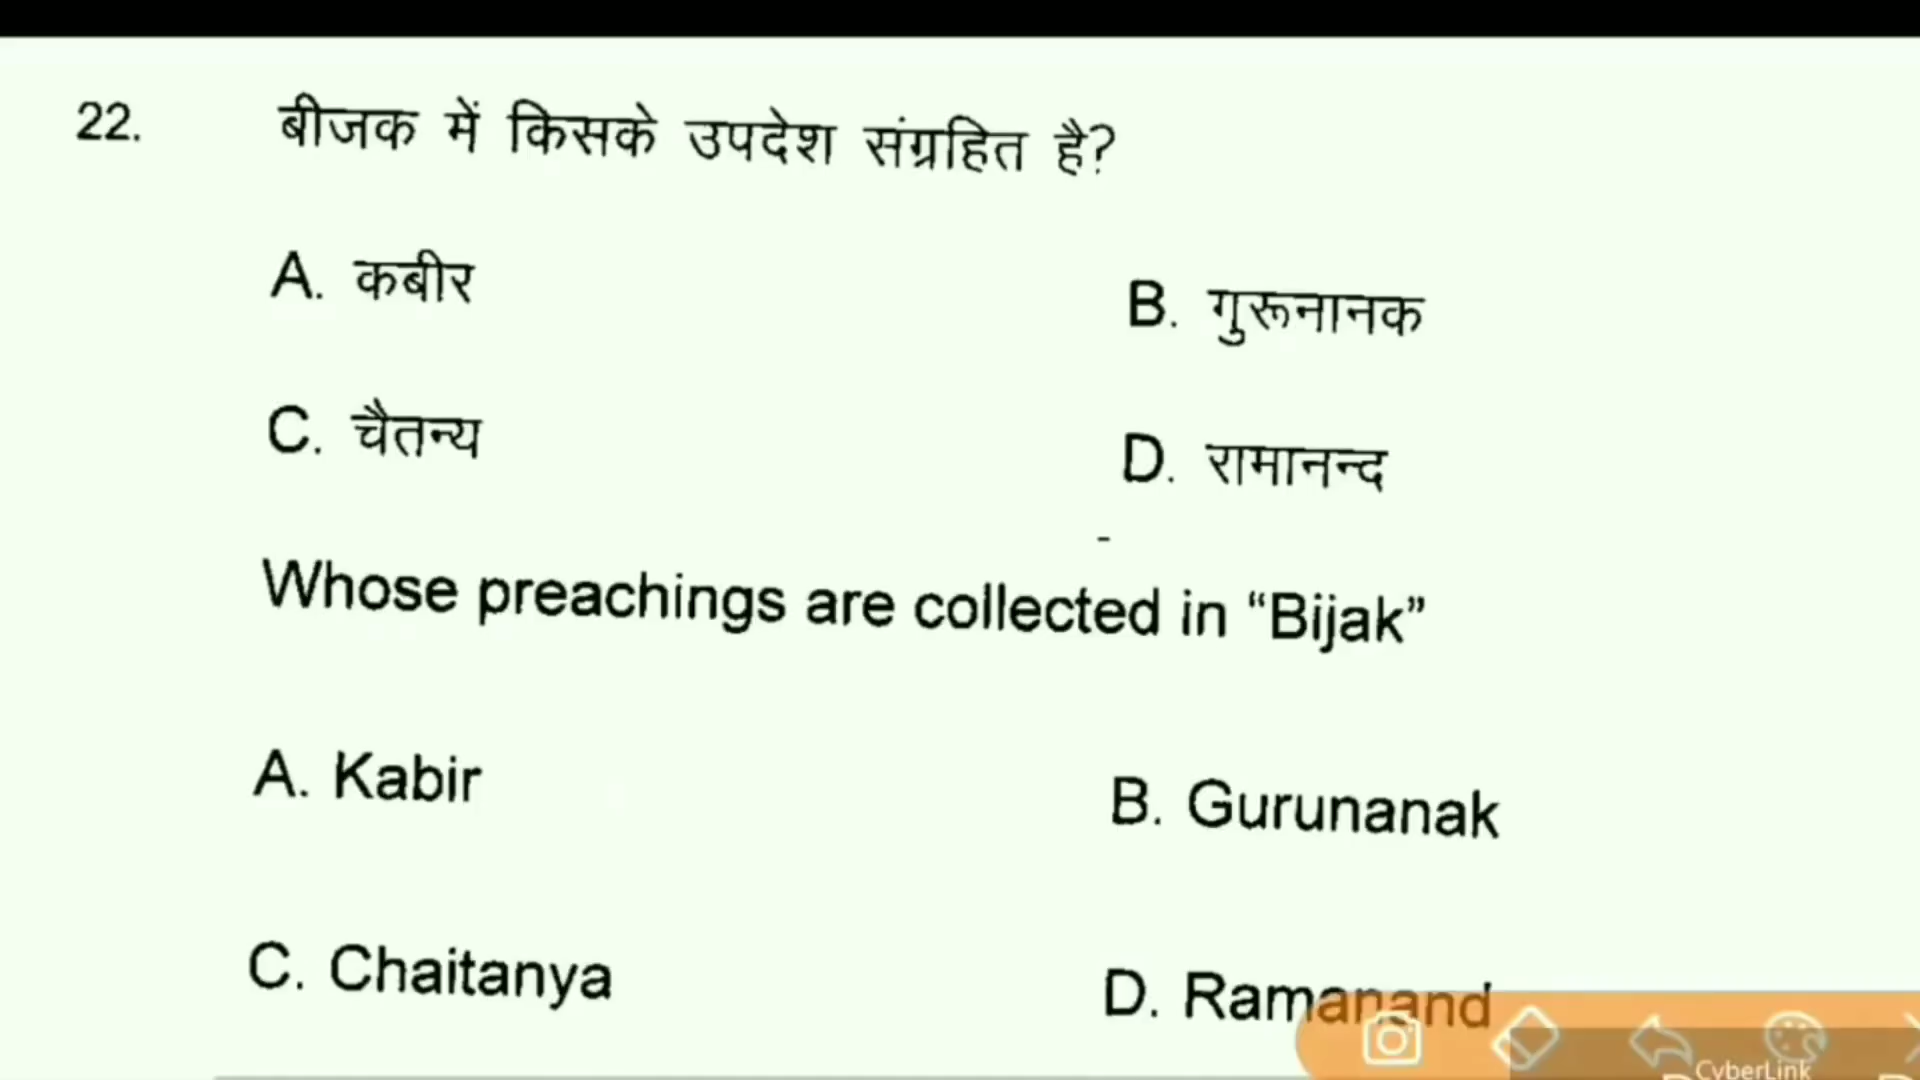 22. बीजक में किसके उपदेश संग्रहित है?
A. कबीर B. गुरूनानक
C. चैतन्य D. रामानन्द
Whose preachings are collected in “Bijak”
A. Kabir B. Gurunanak
C. Chaitanya D. Ramanand
CyberLink